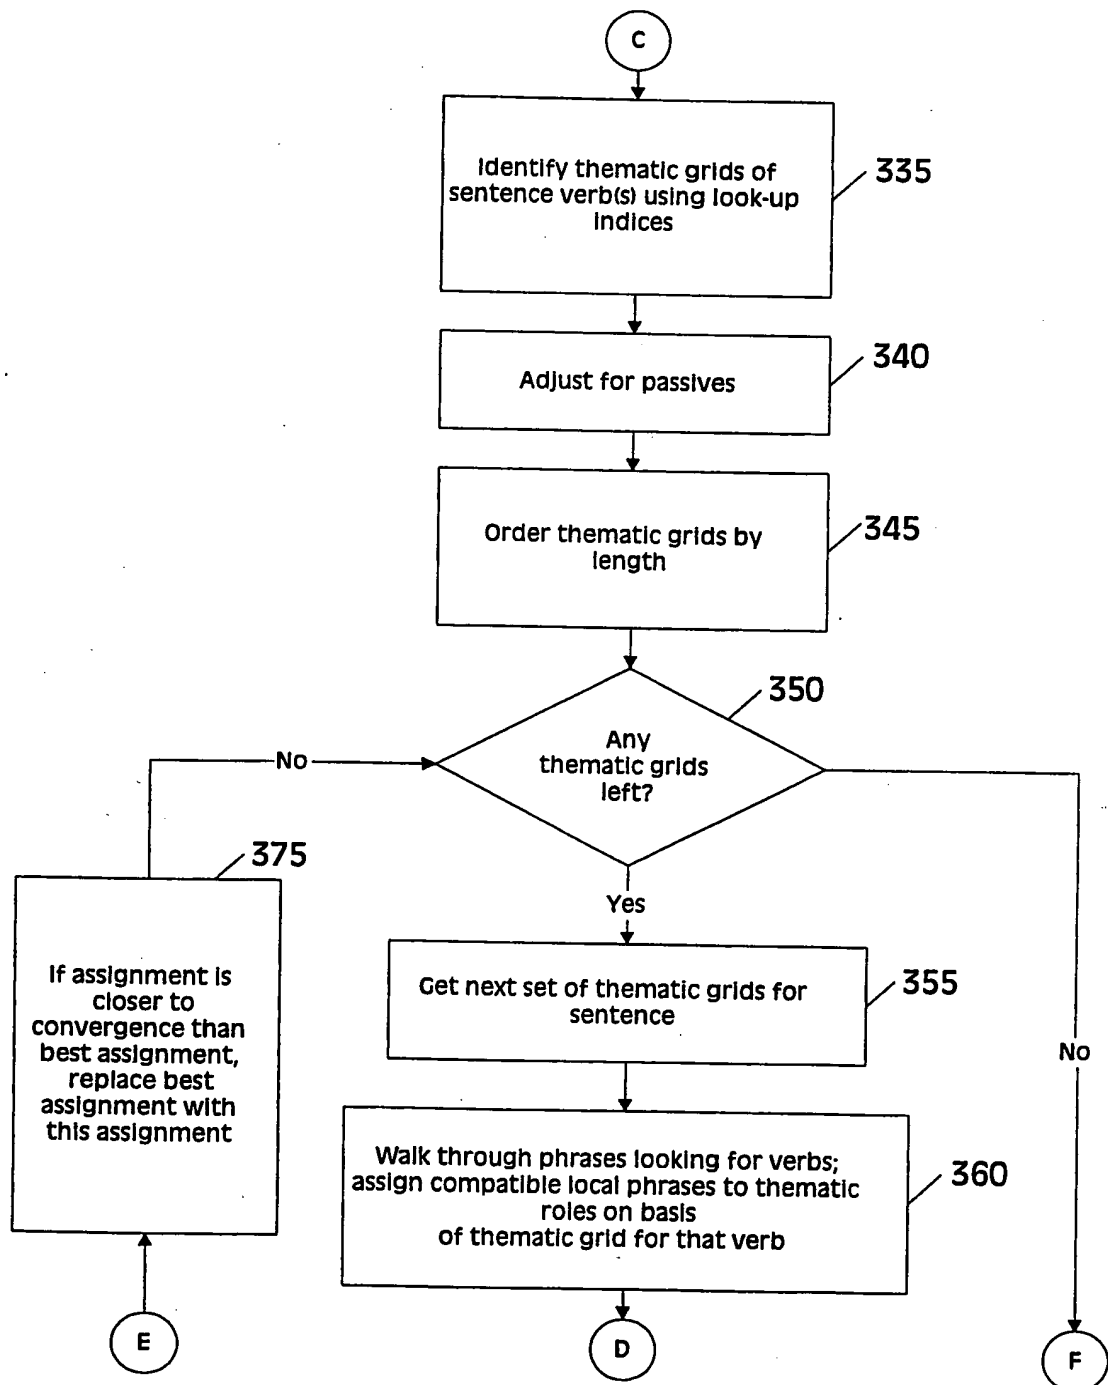 C
Identify thematic grids of
sentence verb(s) using look-up
indices
335
Adjust for passives
340
Order thematic grids by
length
345
350
Any
thematic grids
left?
No
375
Yes
If assignment is
closer to
convergence than
best assignment,
replace best
assignment with
this assignment
Get next set of thematic grids for
sentence
355
No
Walk through phrases looking for verbs;
assign compatible local phrases to thematic
roles on basis
of thematic grid for that verb
360
E
D
F